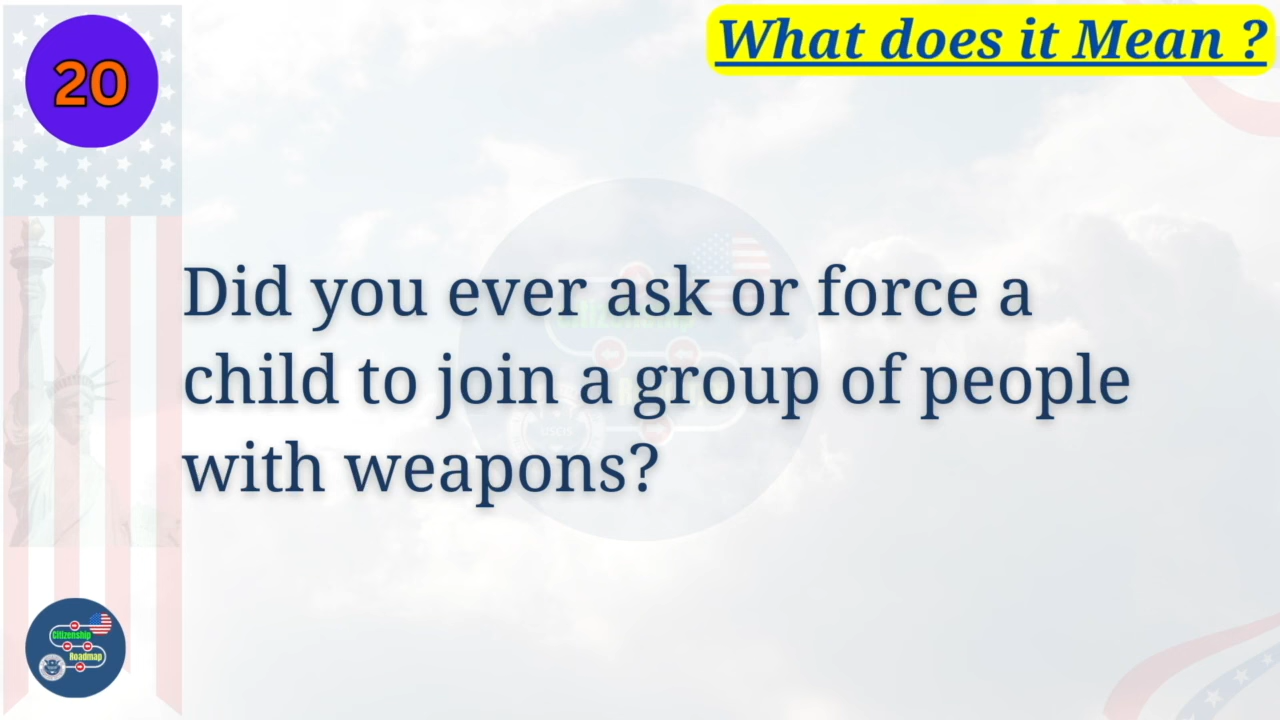 20
What does it Mean ?
Did you ever ask or force a
child to join a group of people
with weapons?
Citizenship
Roadmap